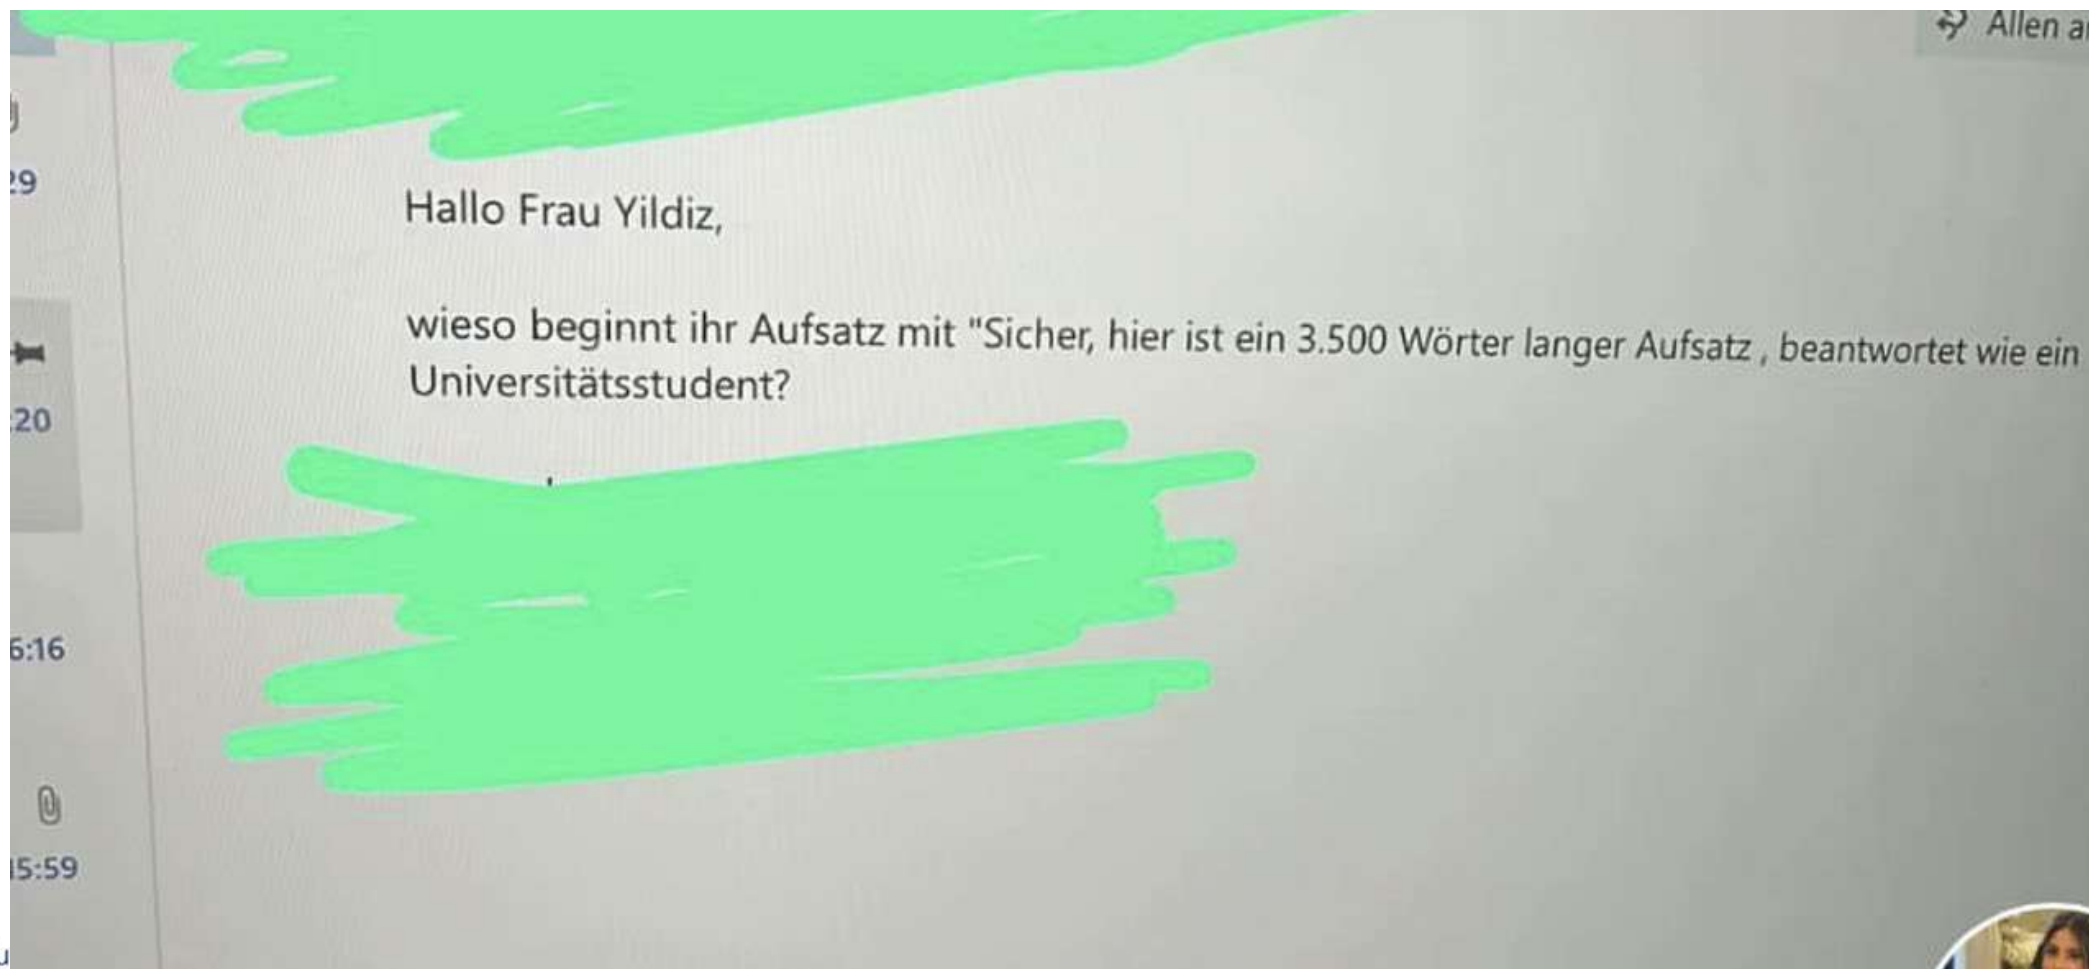 Allen
29
Hallo Frau Yildiz,
wieso beginnt ihr Aufsatz mit "Sicher, hier ist ein 3.500 Wörter langer Aufsatz , beantwortet wie ein
Universitätsstudent?
:20
6:16
15:59